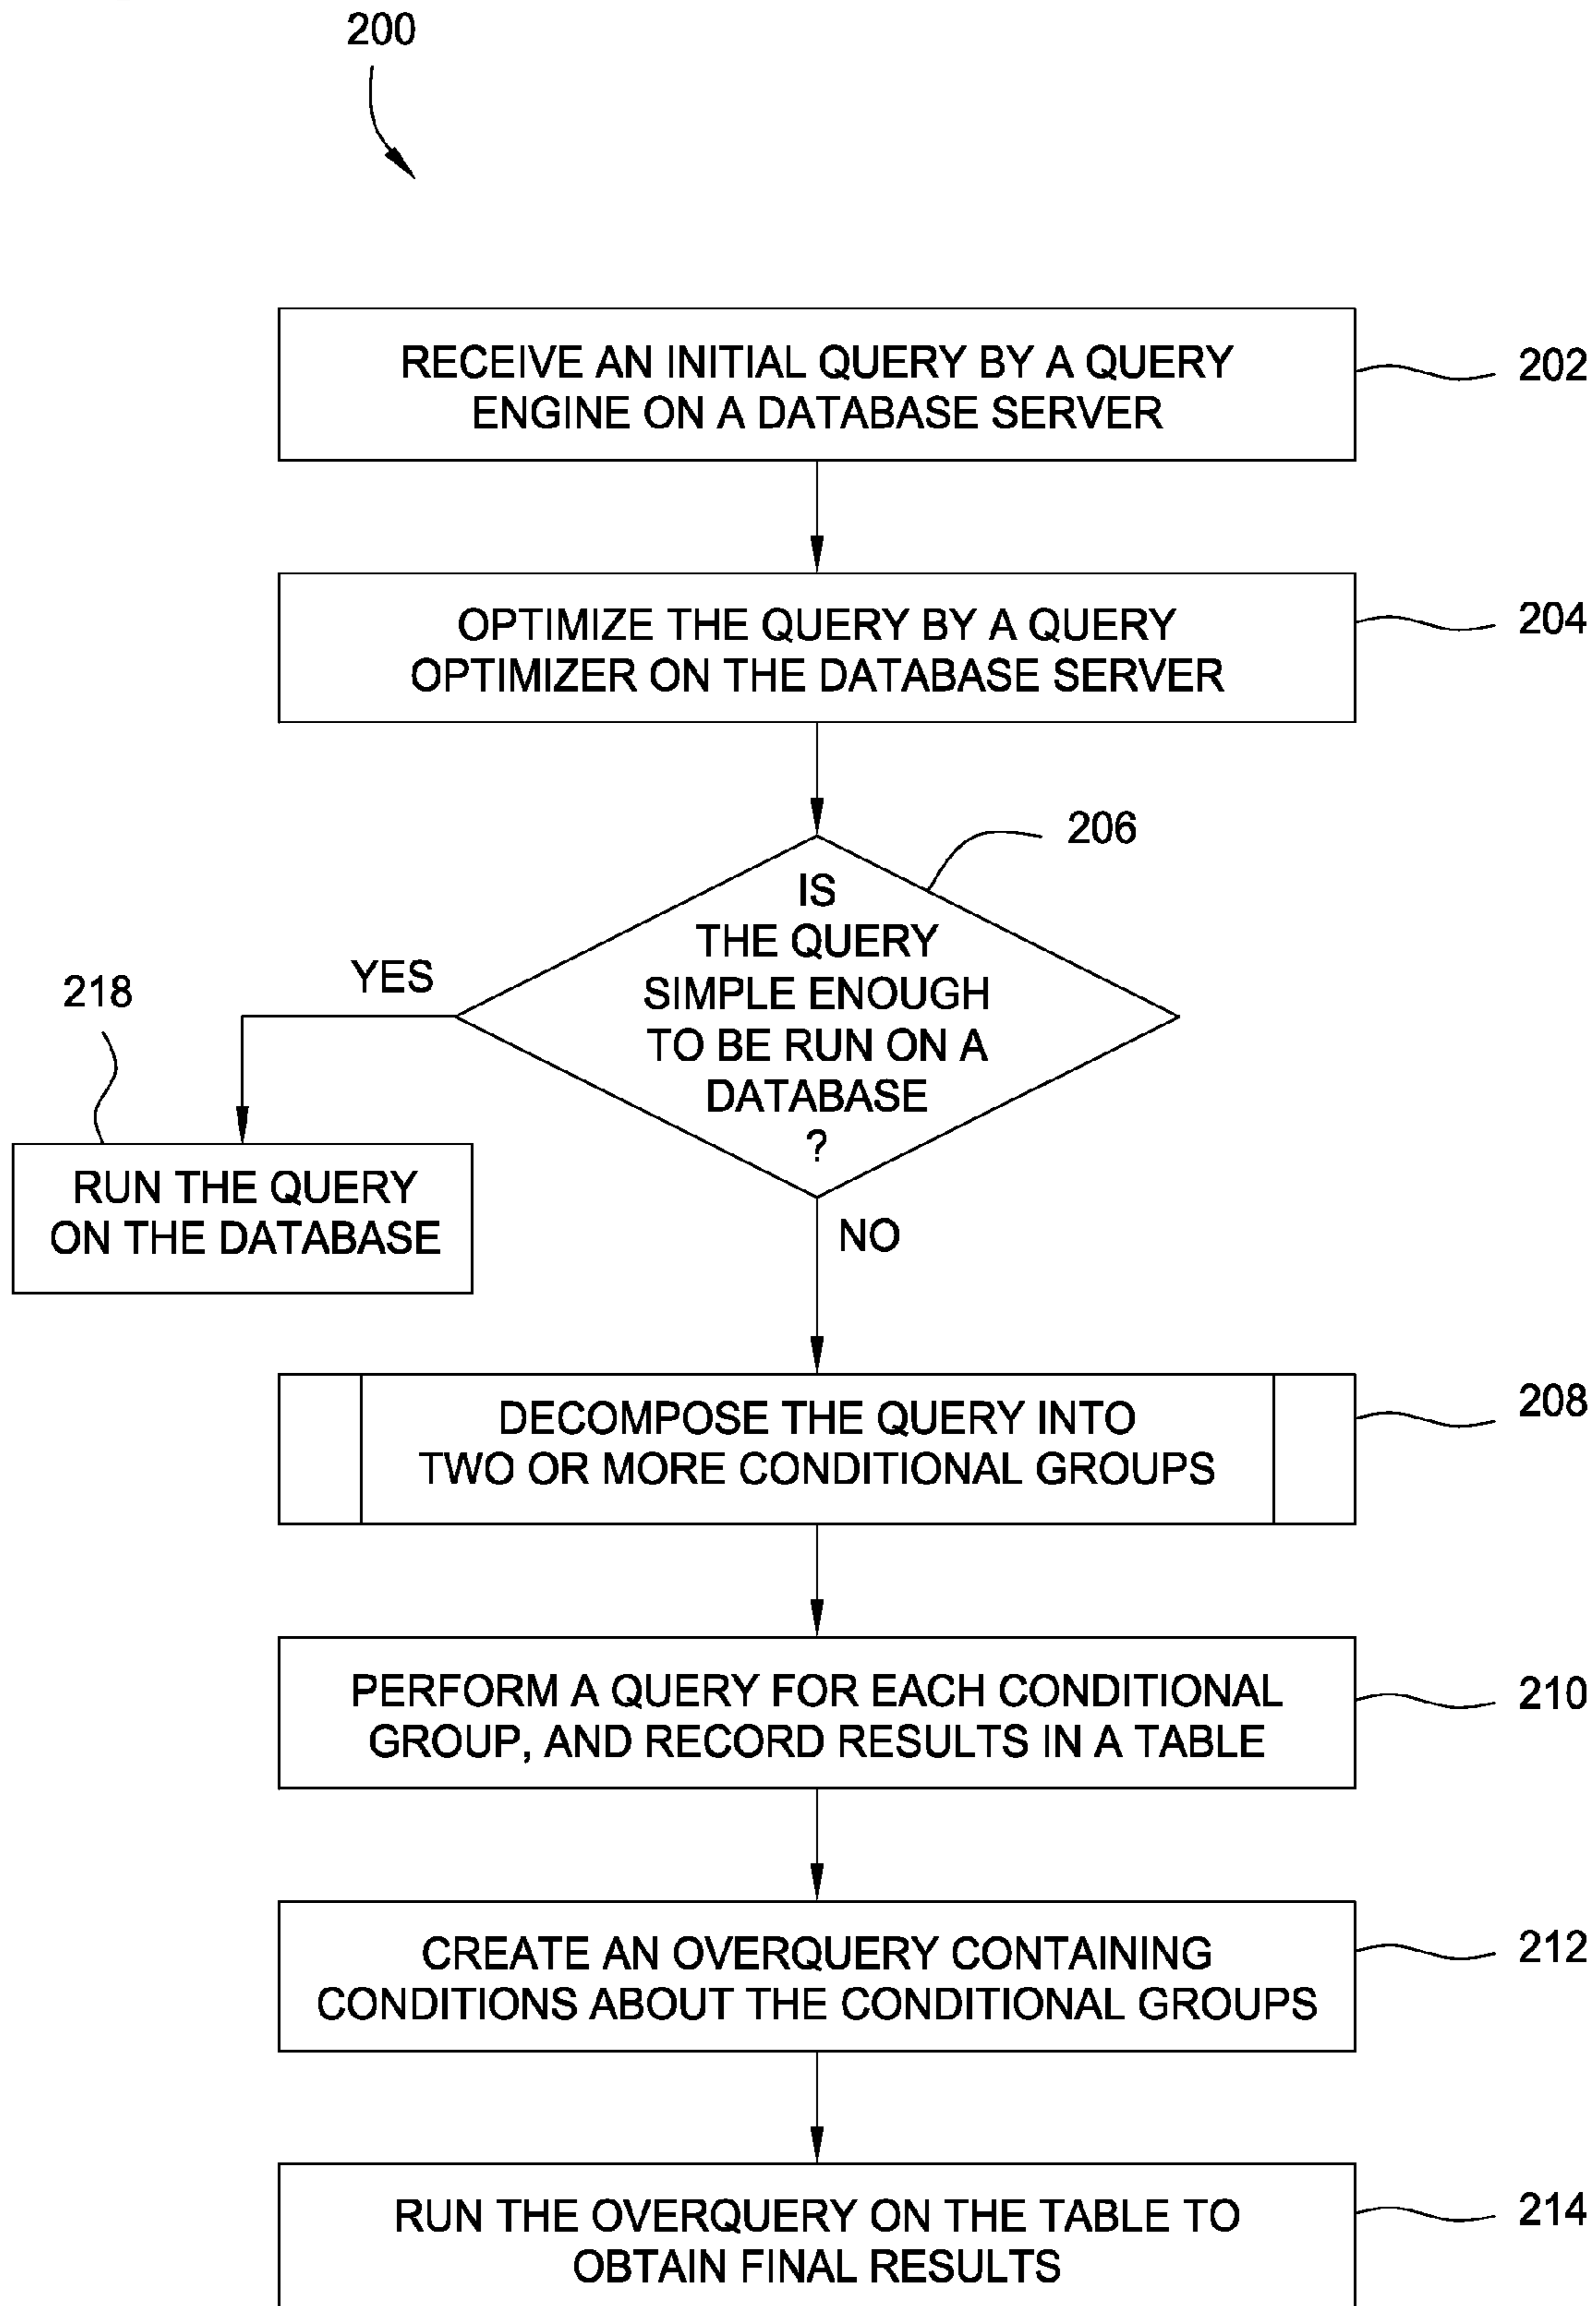 200
RECEIVE AN INITIAL QUERY BY A QUERY
ENGINE ON A DATABASE SERVER
202
OPTIMIZE THE QUERY BY A QUERY
OPTIMIZER ON THE DATABASE SERVER
204
206
IS
THE QUERY
SIMPLE ENOUGH
TO BE RUN ON A
DATABASE
?
YES
218
RUN THE QUERY
ON THE DATABASE
NO
DECOMPOSE THE QUERY INTO
TWO OR MORE CONDITIONAL GROUPS
208
PERFORM A QUERY FOR EACH CONDITIONAL
GROUP, AND RECORD RESULTS IN A TABLE
210
CREATE AN OVERQUERY CONTAINING
CONDITIONS ABOUT THE CONDITIONAL GROUPS
212
RUN THE OVERQUERY ON THE TABLE TO
OBTAIN FINAL RESULTS
214